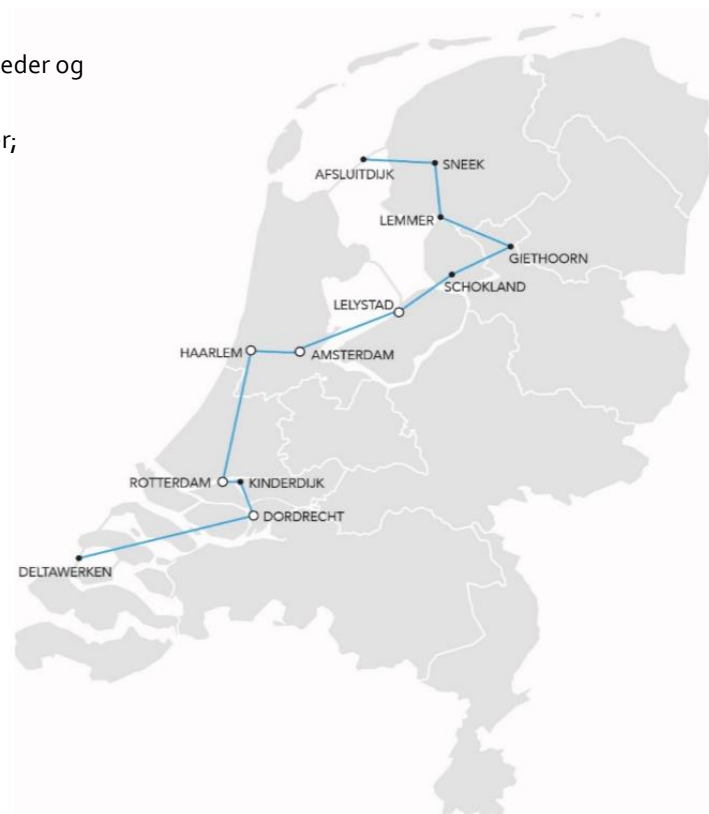 eder og
r;
AFSLUITDIJK
SNEEK
LEMMER
GIETHOORN
SCHOKLAND
LELYSTAD
HAARLEM
AMSTERDAM
ROTTERDAM
KINDERDIJK
DORDRECHT
DELTAWERKEN